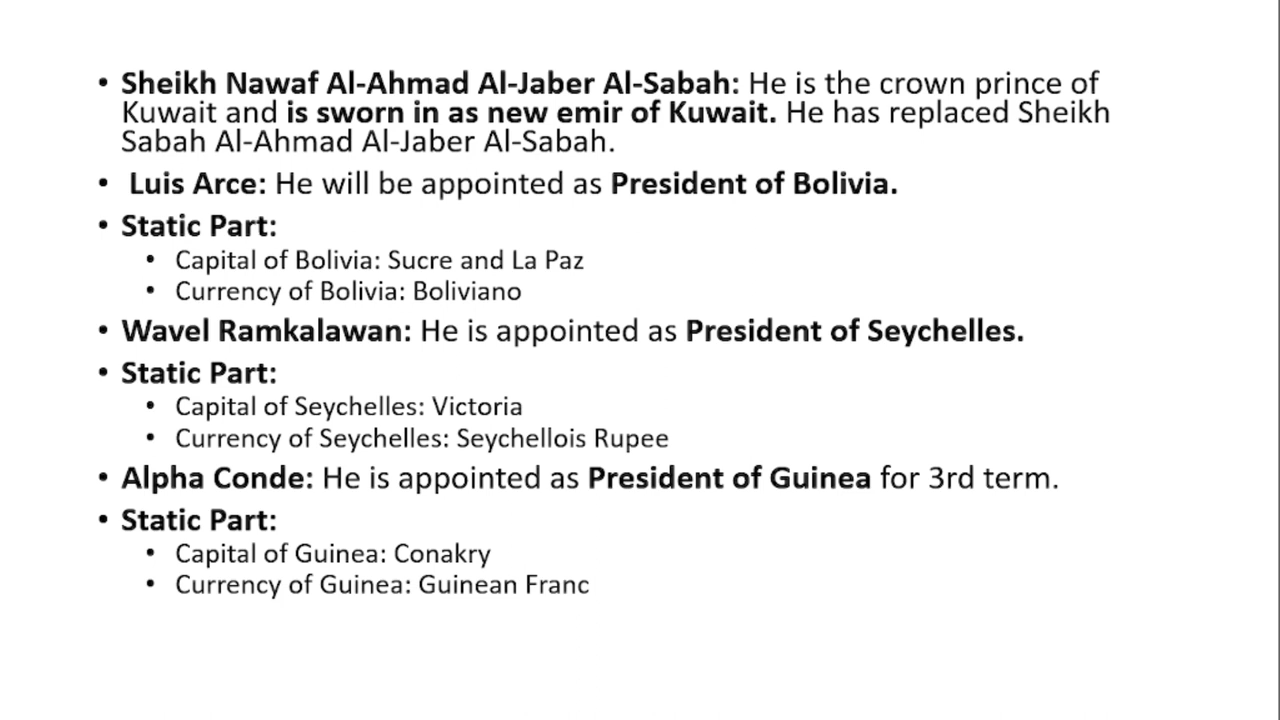 • Sheikh Nawaf Al-Ahmad Al-Jaber Al-Sabah: He is the crown prince of
Kuwait and is sworn in as new emir of Kuwait. He has replaced Sheikh
Sabah Al-Ahmad Al-Jaber Al-Sabah.
• Luis Arce: He will be appointed as President of Bolivia.
• Static Part:
• Capital of Bolivia: Sucre and La Paz
• Currency of Bolivia: Boliviano
• Wavel Ramkalawan: He is appointed as President of Seychelles.
• Static Part:
• Capital of Seychelles: Victoria
• Currency of Seychelles: Seychellois Rupee
• Alpha Conde: He is appointed as President of Guinea for 3rd term.
• Static Part:
• Capital of Guinea: Conakry
• Currency of Guinea: Guinean Franc